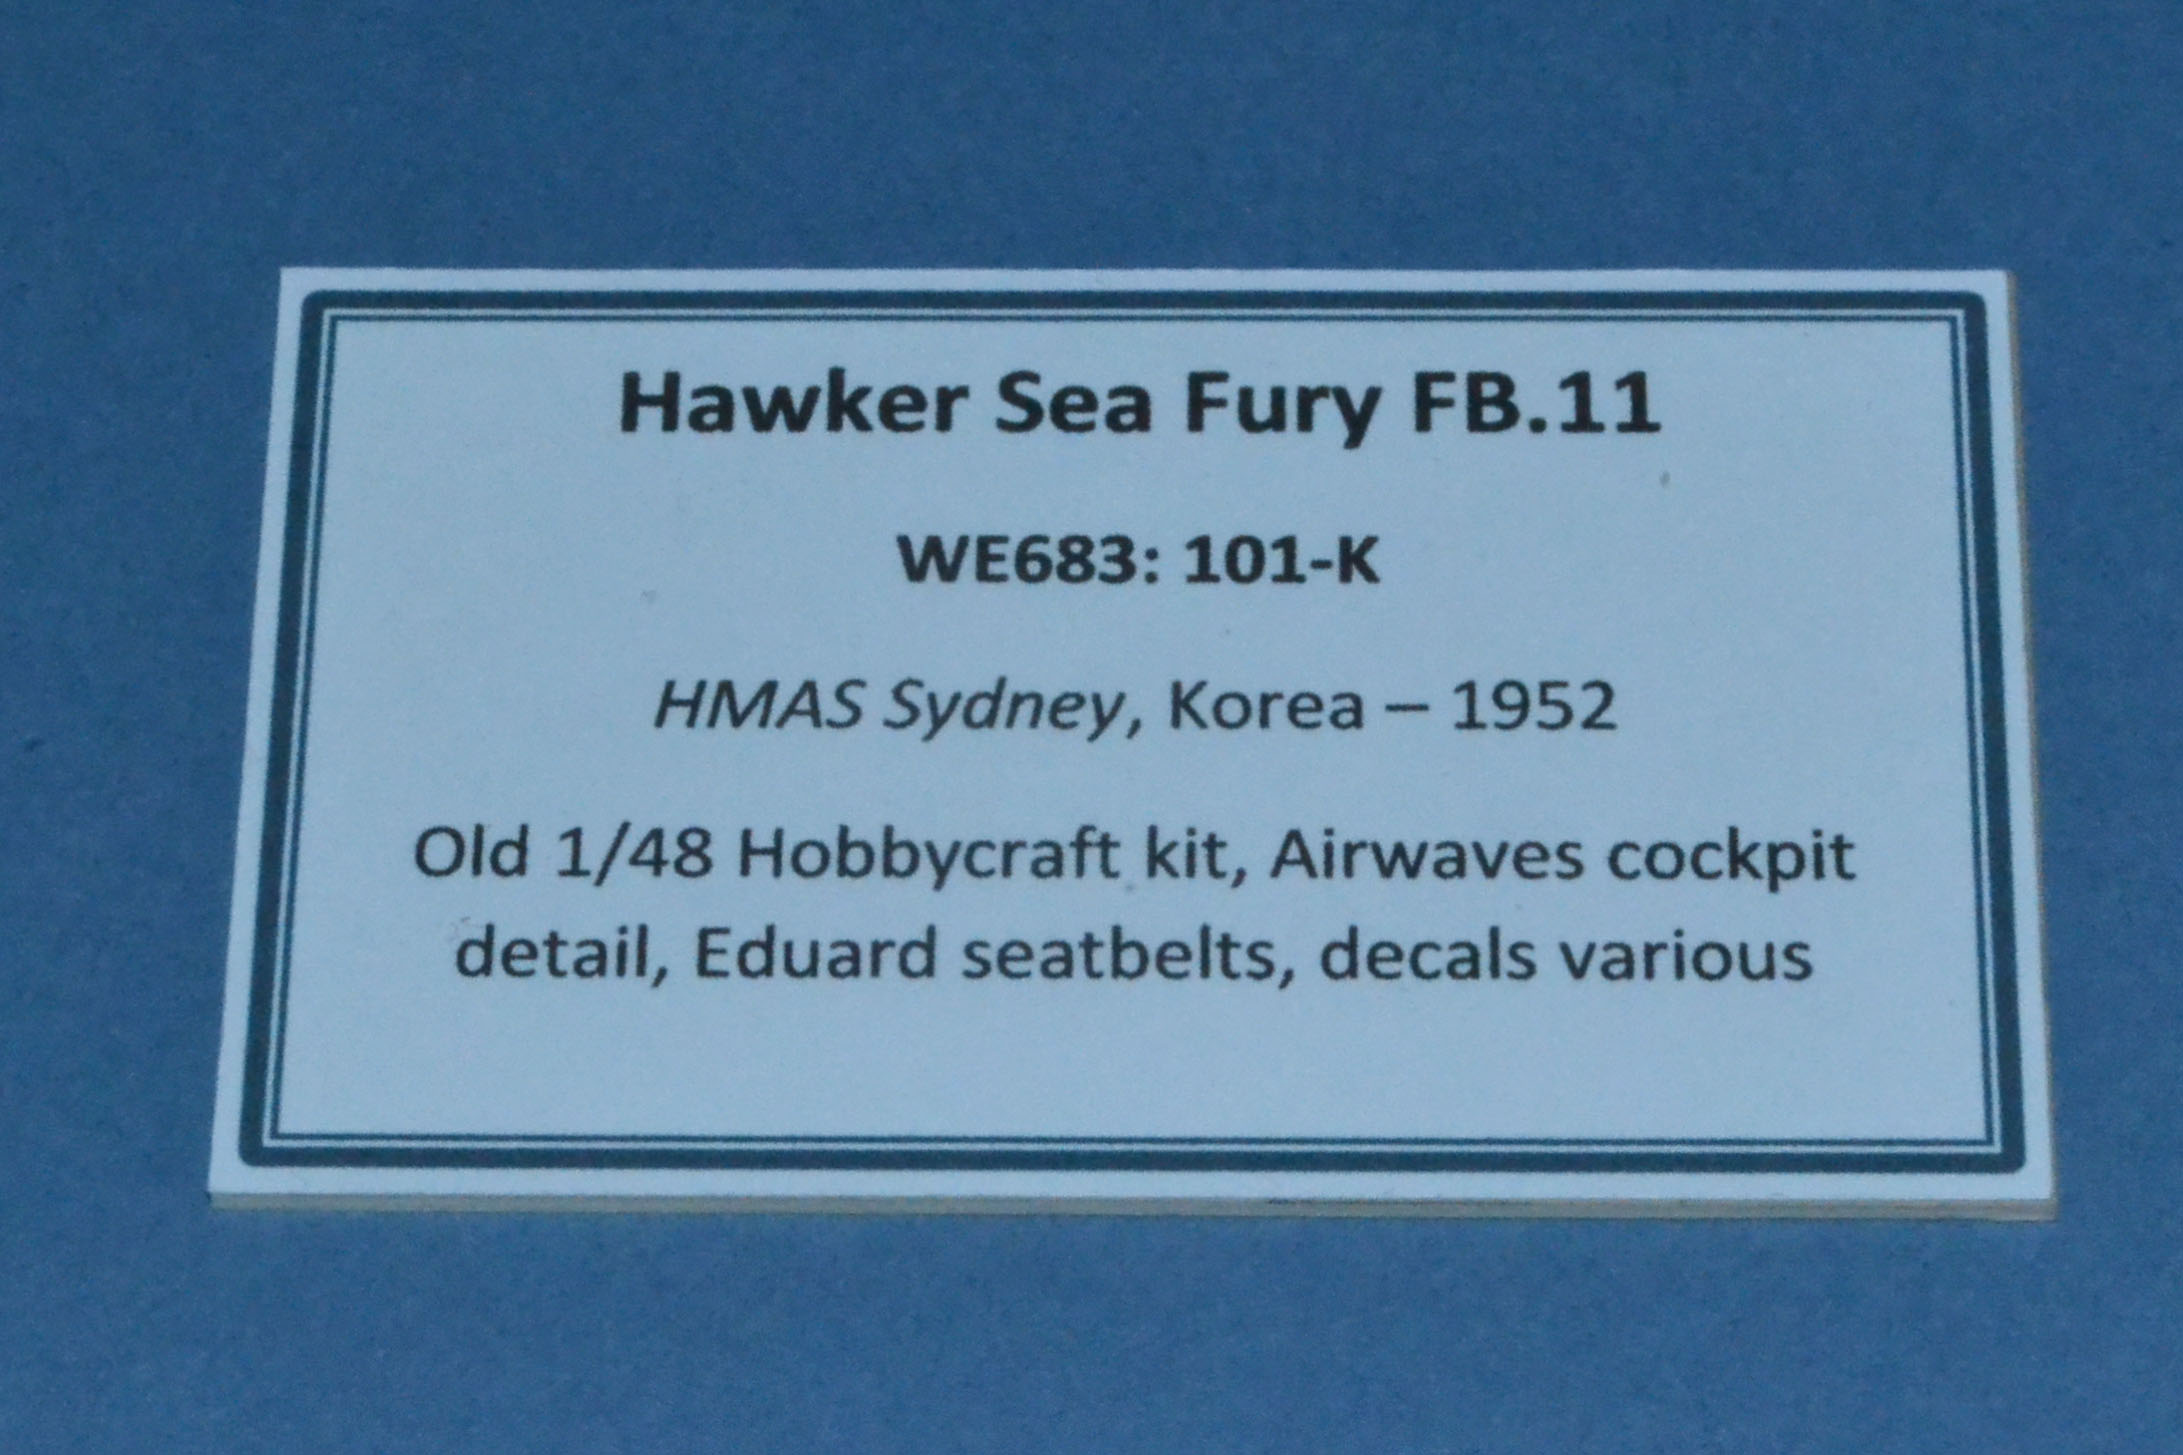 Hawker Sea Fury FB.11
WE683: 101-K
HMAS Sydney, Korea – 1952
Old 1/48 Hobbycraft kit, Airwaves cockpit
detail, Eduard seatbelts, decals various